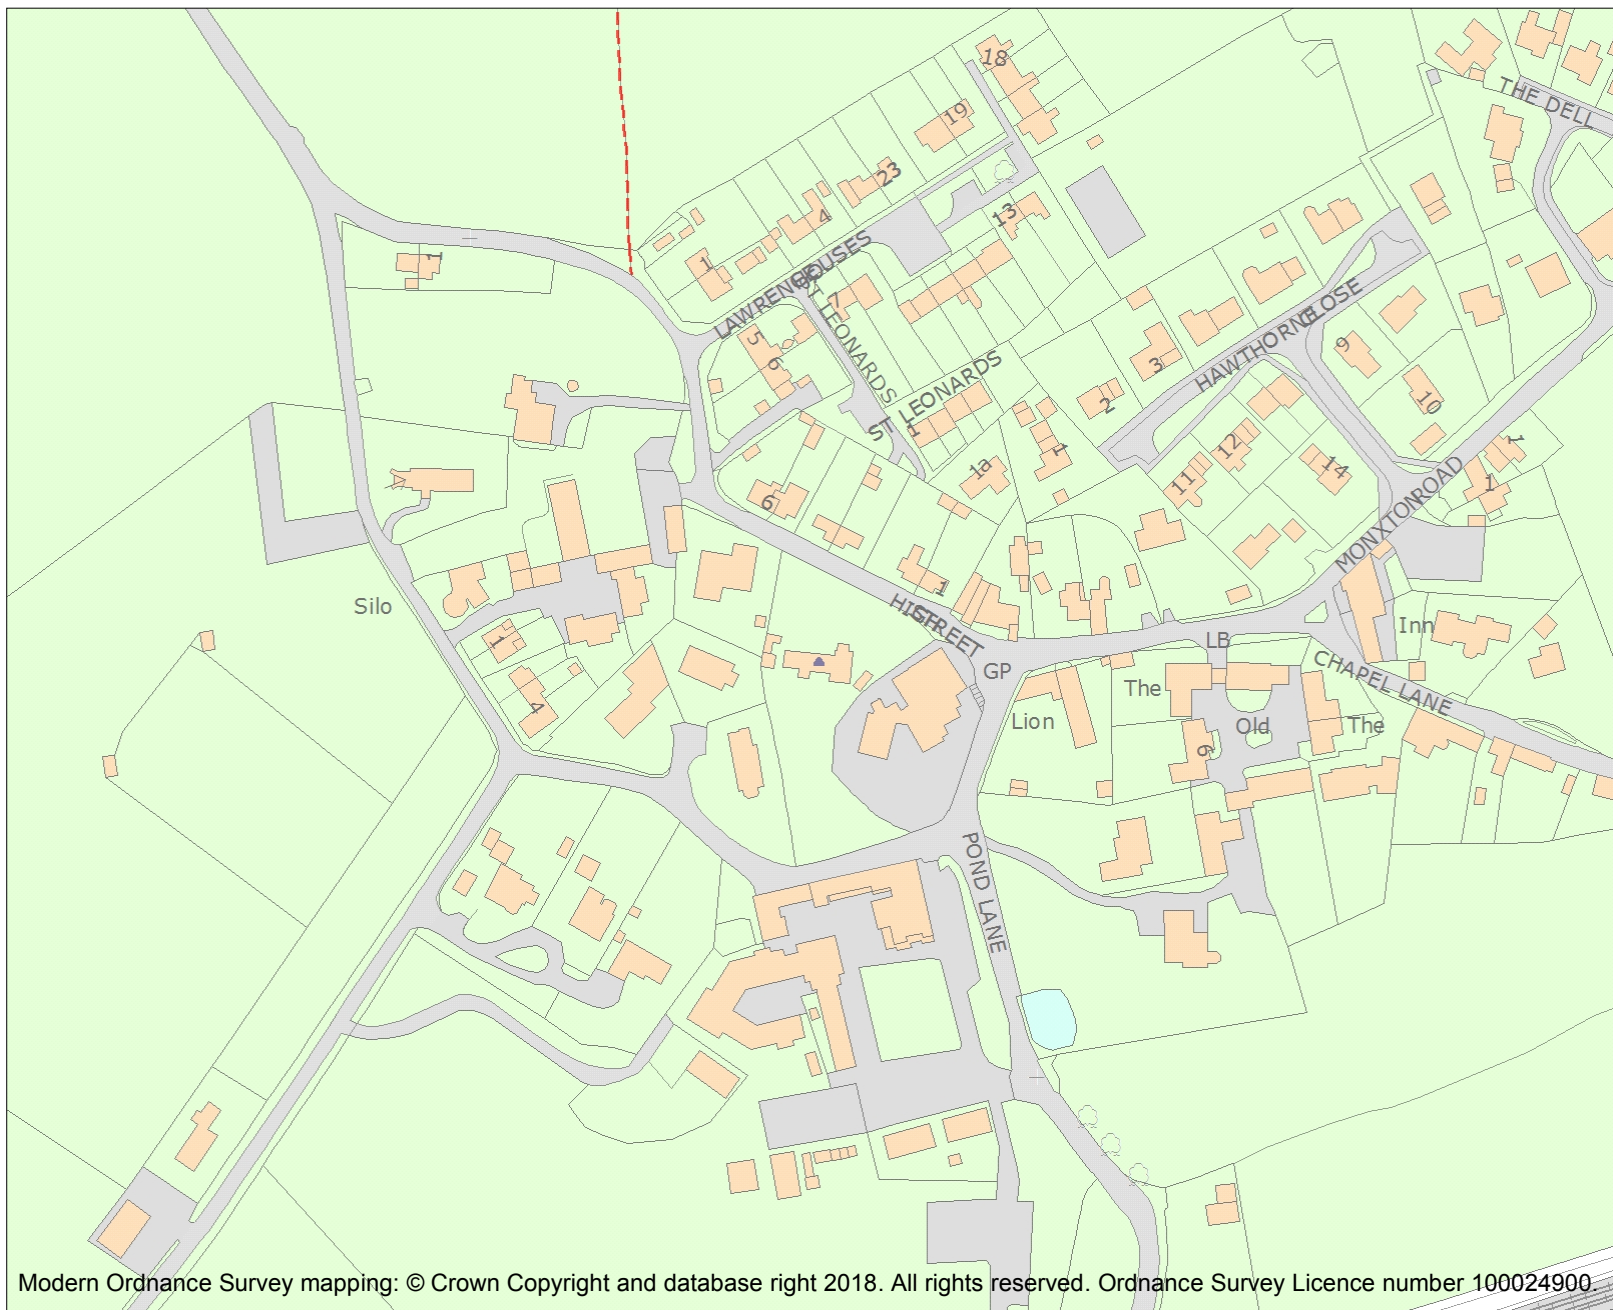 18
THE DELL
19
23
4
13
1
1
LAWRENCE HOUSES
ST LEONARDS
7
5
6
HAWTHORNE CLOSE
9
3
ST LEONARDS
1
2
10
1
12
1a
14
11
1
1
6
MONXTON ROAD
Silo
1
HIGH STREET
Inn
LB
GP
1
The
CHAPEL LANE
4
Lion
Old
The
6
POND LANE
Modern Ordnance Survey mapping: © Crown Copyright and database right 2018. All rights reserved. Ordnance Survey Licence number 100024900.